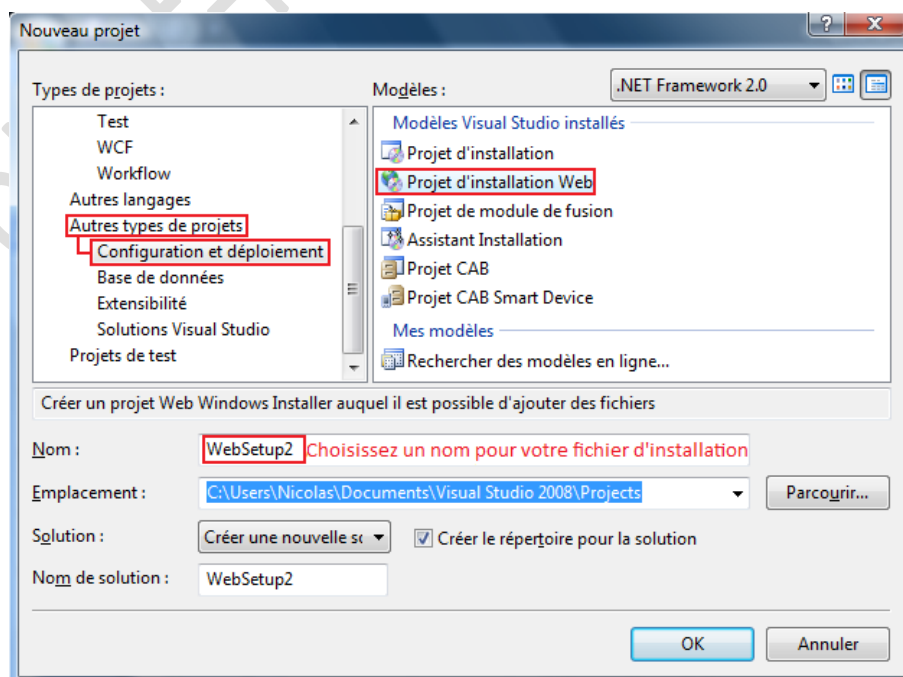 Nouveau projet
Types de projets :
Modèles :
.NET Framework 2.0
Test
WCF
Workflow
Autres langages
Autres types de projets
Configuration et déploiement
Base de données
Extensibilité
Solutions Visual Studio
Projets de test
Modèles Visual Studio installés
Projet d'installation
Projet d'installation Web
Projet de module de fusion
Assistant Installation
Projet CAB
Projet CAB Smart Device
Mes modèles
Rechercher des modèles en ligne...
Créer un projet Web Windows Installer auquel il est possible d'ajouter des fichiers
Nom : WebSetup2 Choisissez un nom pour votre fichier d'installation
Emplacement : C:\Users\Nicolas\Documents\Visual Studio 2008\Projects Parcourir...
Solution : Créer une nouvelle so Créer le répertoire pour la solution
Nom de solution : WebSetup2
OK Annuler